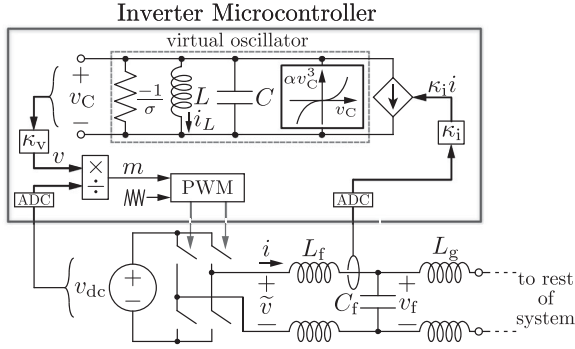 Inverter Microcontroller
virtual oscillator
+
v_C
−
−1/σ
L
i_L
C
αv_C^3
v_C
κ_i i
κ_v
v
κ_i
×
÷
m
PWM
ADC
ADC
v_dc
+
−
i
+
ṽ
−
L_f
C_f
+
v_f
−
L_g
to rest
of
system